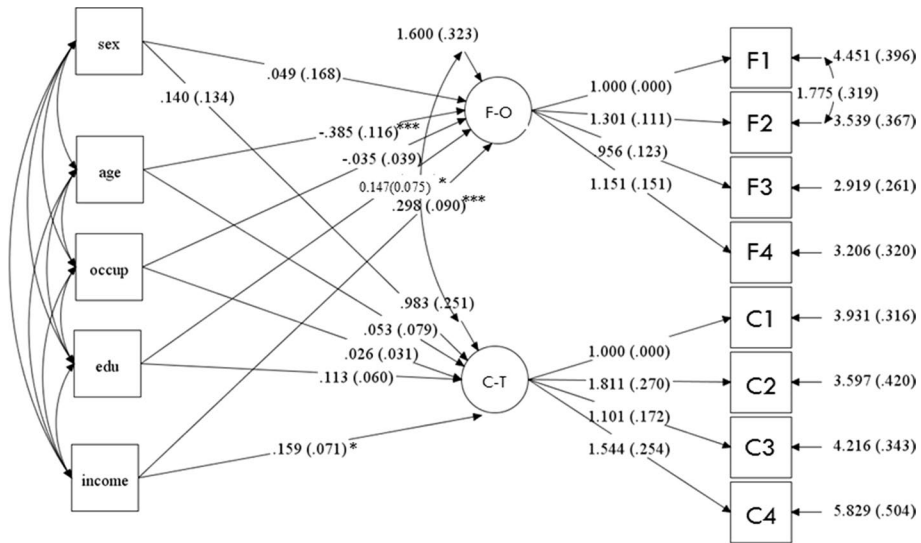 sex
age
occup
edu
income
1.600 (.323)
.049 (.168)
.140 (.134)
-.385 (.116)***
-.035 (.039)
0.147(0.075) *
.298 (.090)***
F-O
.983 (.251)
.053 (.079)
.026 (.031)
.113 (.060)
.159 (.071)*
C-T
1.000 (.000)
1.301 (.111)
956 (.123)
1.151 (.151)
1.000 (.000)
1.811 (.270)
1.101 (.172)
1.544 (.254)
F1
F2
F3
F4
C1
C2
C3
C4
4.451 (.396)
1.775 (.319)
3.539 (.367)
2.919 (.261)
3.206 (.320)
3.931 (.316)
3.597 (.420)
4.216 (.343)
5.829 (.504)